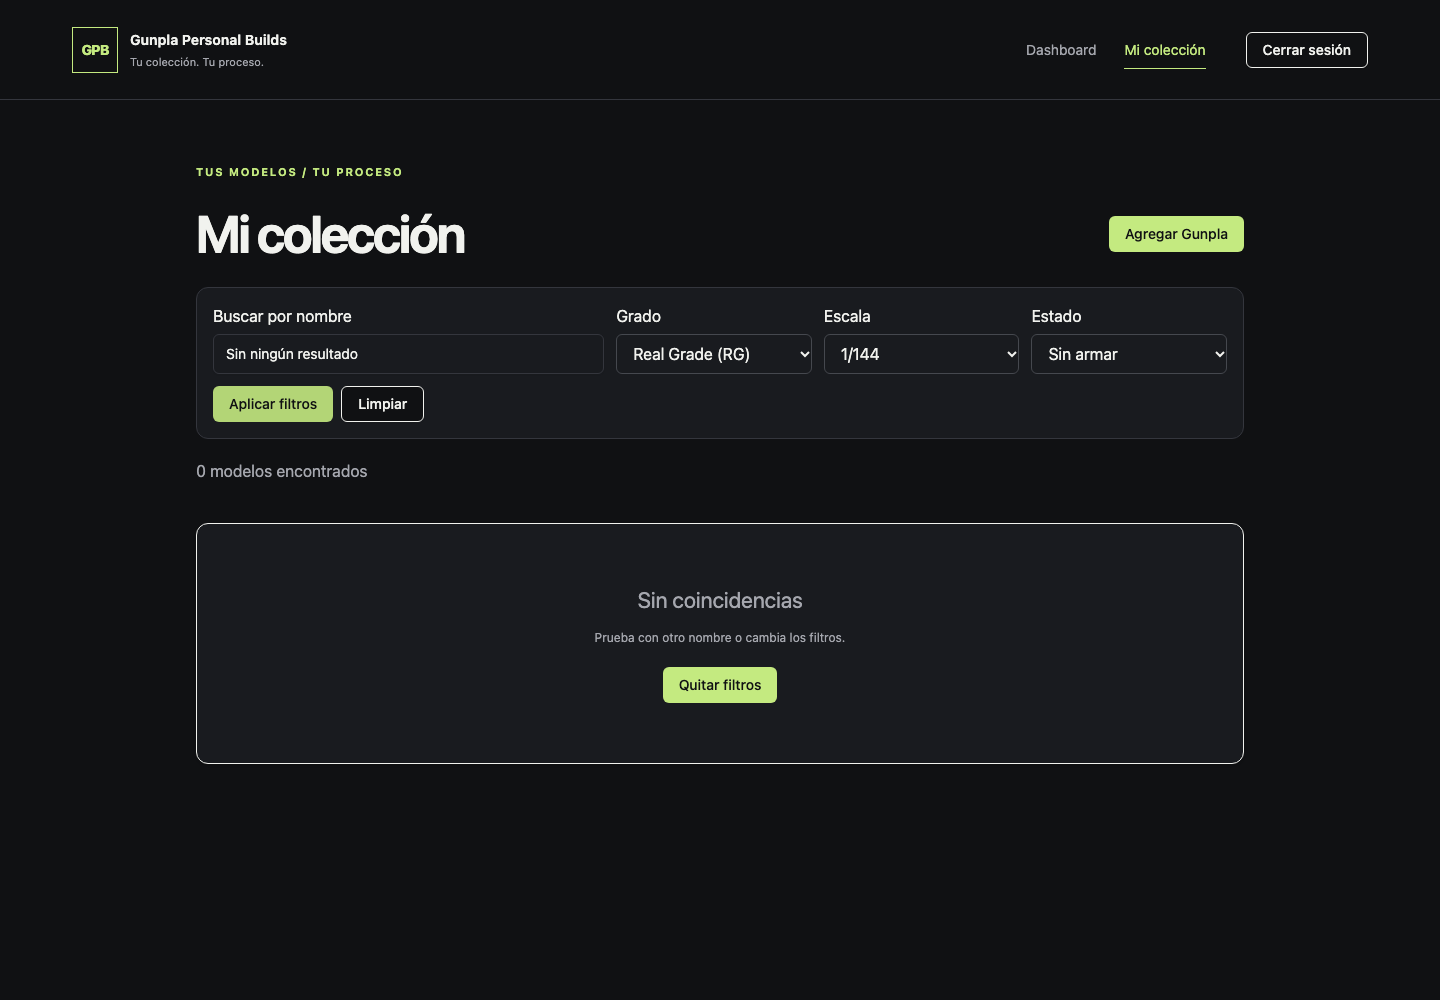 GPB
Gunpla Personal Builds
Tu colección. Tu proceso.
Dashboard
Mi colección
Cerrar sesión
TUS MODELOS / TU PROCESO
Mi colección
Agregar Gunpla
Buscar por nombre
Grado
Escala
Estado
Sin ningún resultado
Real Grade (RG)
1/144
Sin armar
Aplicar filtros
Limpiar
0 modelos encontrados
Sin coincidencias
Prueba con otro nombre o cambia los filtros.
Quitar filtros